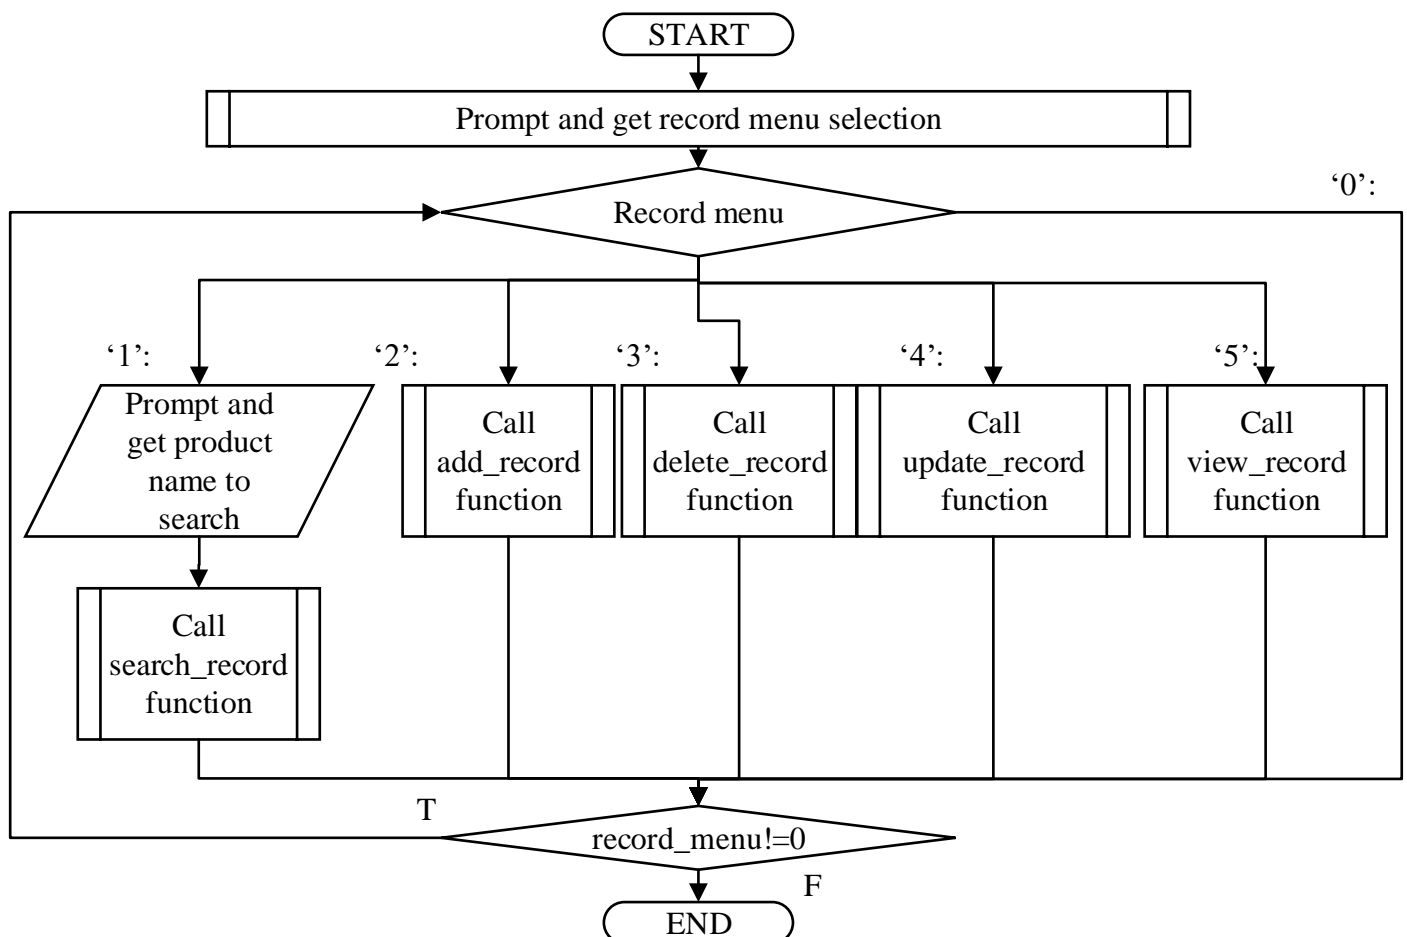 START
Prompt and get record menu selection
‘0’:
Record menu
‘1’:
‘2’:
‘3’:
‘4’:
‘5’:
Prompt and
get product
name to
search
Call
add_record
function
Call
delete_record
function
Call
update_record
function
Call
view_record
function
Call
search_record
function
T
record_menu!=0
F
END